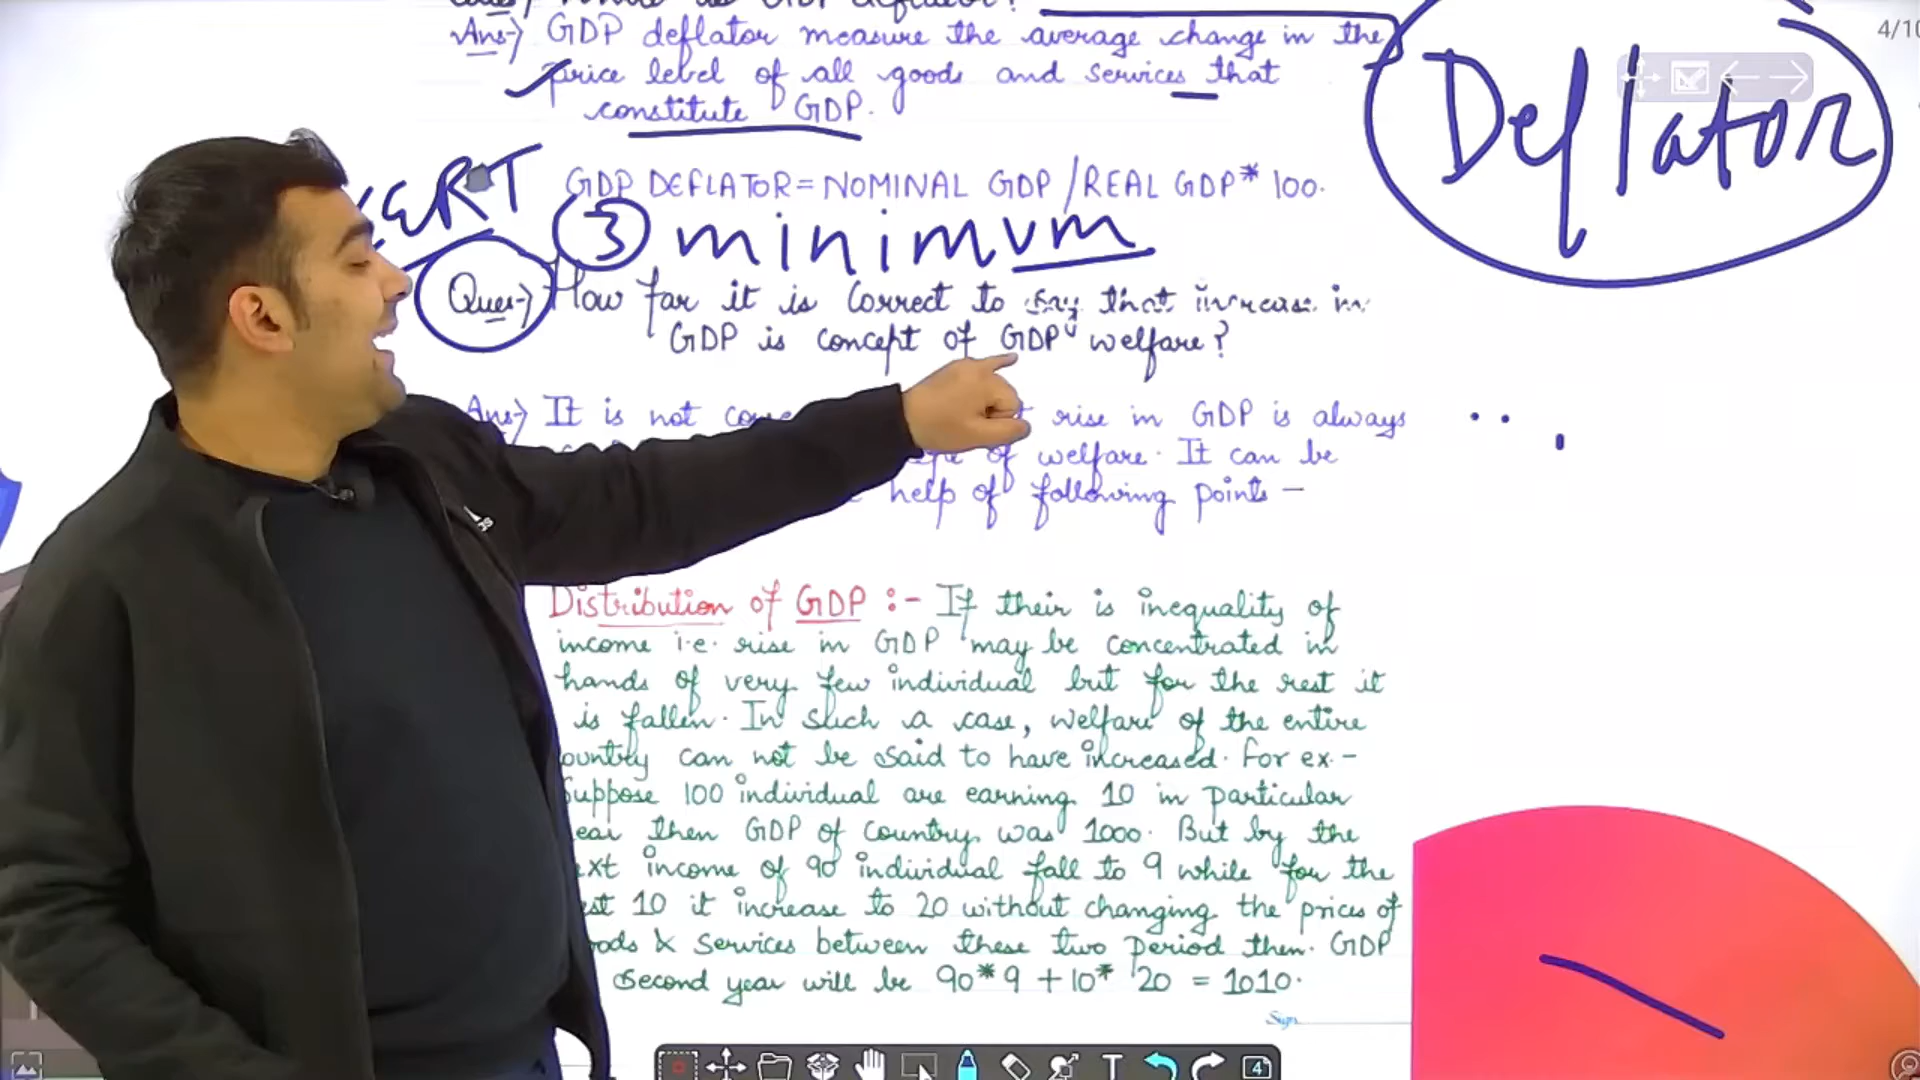 Ans→ GDP deflator measure the average change in the
price level of all goods and services that
constitute GDP.
Deflator
4/10
GDP DEFLATOR = NOMINAL GDP / REAL GDP * 100.
3 minimum
Ques→ How far it is correct to say that increase in
GDP is concept of GDP welfare?
Ans→ It is not rise in GDP is always
of welfare. It can be
help of following points —
Distribution of GDP :- If their is inequality of
income i.e. rise in GDP may be concentrated in
hands of very few individual but for the rest it
is fallen. In such a case, welfare of the entire
ountry can not be said to have increased. For ex.-
Suppose 100 individual are earning 10 in particular
ear then GDP of country was 1000. But by the
ext income of 90 individual fall to 9 while for the
est 10 it increase to 20 without changing the prices of
oods & services between these two period then. GDP
second year will be 90*9 + 10* 20 = 1010.
Sign
T
4